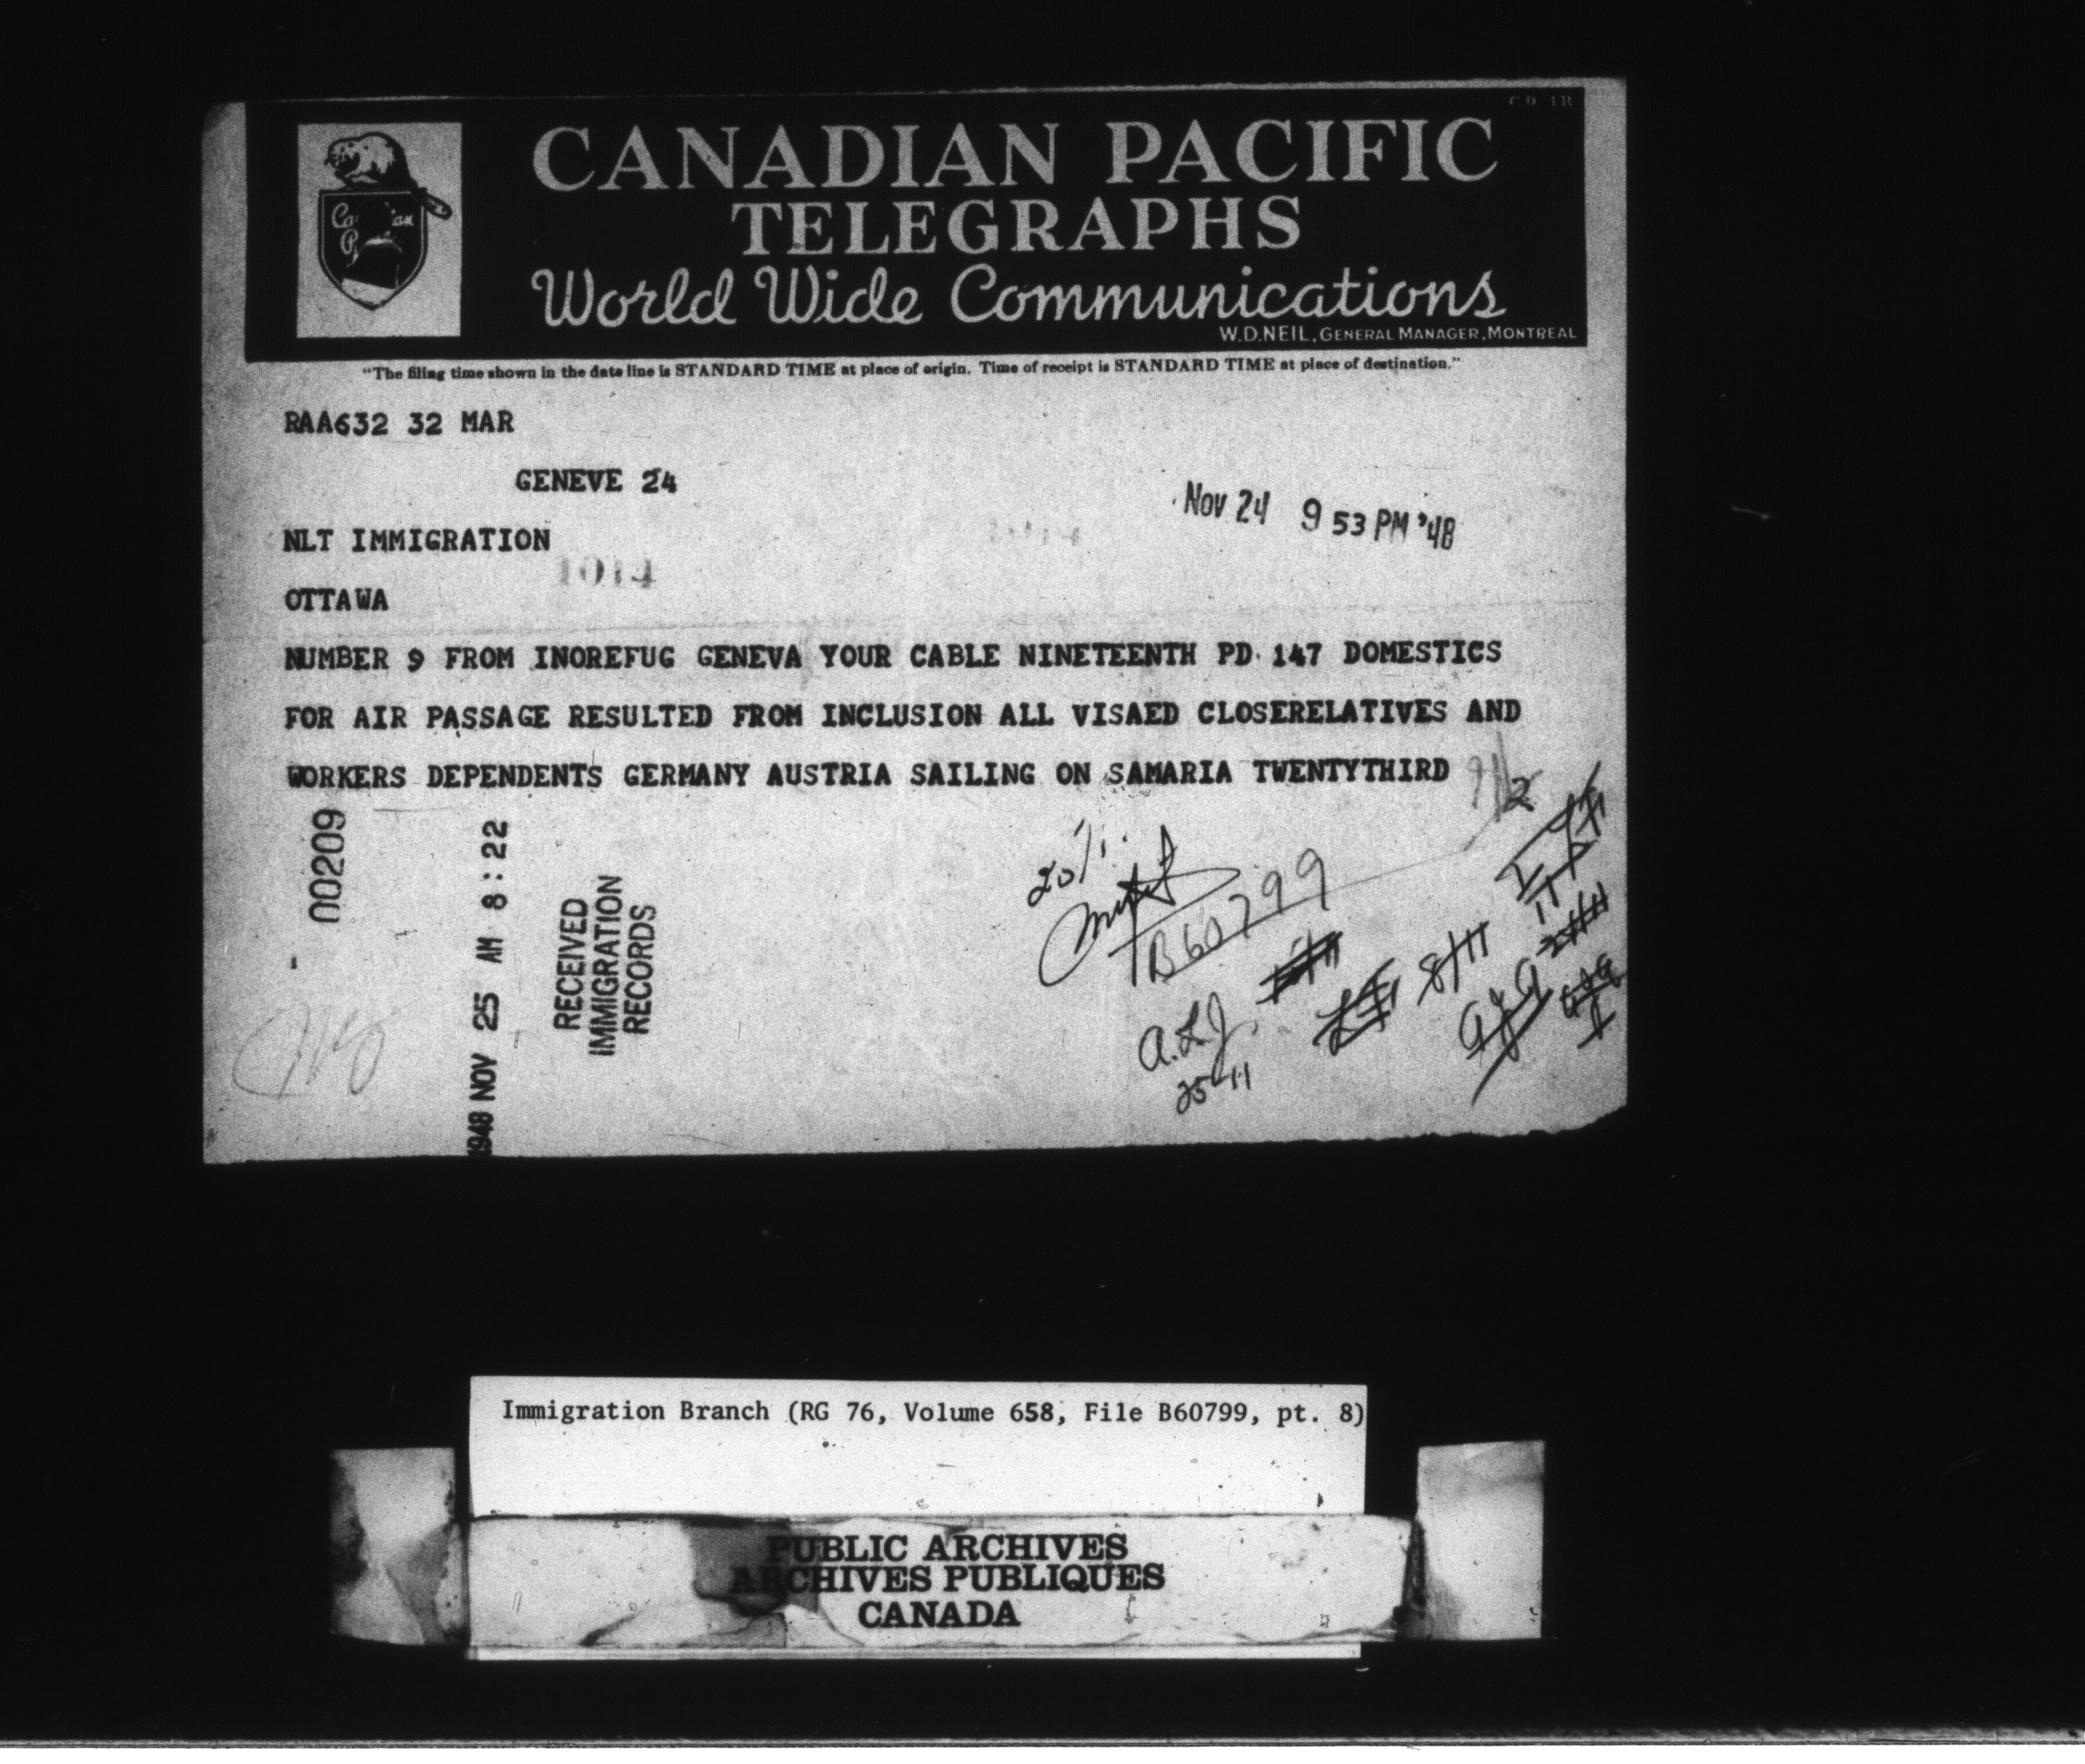 C.D. 1R
CANADIAN PACIFIC
TELEGRAPHS
World Wide Communications
W.D.NEIL, GENERAL MANAGER, MONTREAL
"The filing time shown in the date line is STANDARD TIME at place of origin. Time of receipt is STANDARD TIME at place of destination."
RAA632 32 MAR
GENEVE 24
Nov 24 9 53 PM '48
NLT IMMIGRATION
OTTAWA
NUMBER 9 FROM INOREFUG GENEVA YOUR CABLE NINETEENTH PD 147 DOMESTICS
FOR AIR PASSAGE RESULTED FROM INCLUSION ALL VISAED CLOSERELATIVES AND
WORKERS DEPENDENTS GERMANY AUSTRIA SAILING ON SAMARIA TWENTYTHIRD
00209
1948 NOV 25 AM 8:22
RECEIVED
IMMIGRATION
RECORDS
B60799
8/11
A.L.J.
25-11
Immigration Branch (RG 76, Volume 658, File B60799, pt. 8)
PUBLIC ARCHIVES
ARCHIVES PUBLIQUES
CANADA